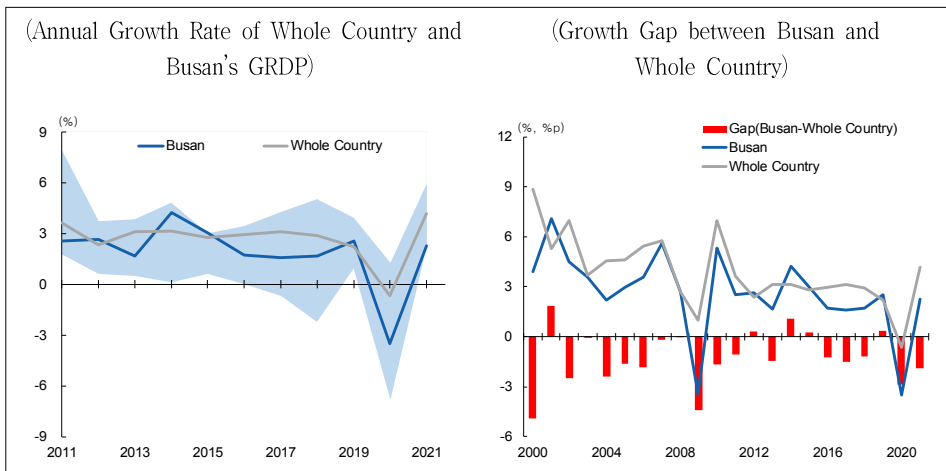 (Annual Growth Rate of Whole Country and
Busan's GRDP)
(%)
Busan
Whole Country
9
6
3
0
-3
-6
-9
2011
2013
2015
2017
2019
2021
(Growth Gap between Busan and
Whole Country)
(%, %p)
Gap(Busan-Whole Country)
Busan
Whole Country
12
9
6
3
0
-3
-6
2000
2004
2008
2012
2016
2020